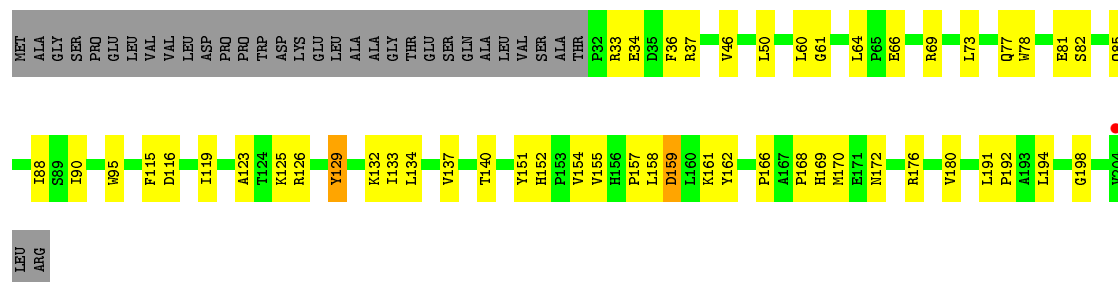 MET ALA GLY SER PRO GLU VAL VAL LEU ASP PRO PRO TRP ASP LYS GLU LEU ALA ALA GLY THR GLU SER GLN ALA LEU VAL SER ALA THR P32 R33 E34 D35 F36 R37 V46 L50 L60 G61 L64 P65 E66 R69 L73 Q77 W78 E81 S82
I88 S89 I90 W95 F115 D116 I119 A123 T124 K125 R126 Y129 K132 I133 L134 V137 T140 Y151 H152 P153 V154 V155 H156 P157 L158 D159 L160 K161 Y162 P166 A167 P168 H169 M170 E171 N172 R176 V180 L191 P192 A193 L194 G198
LEU ARG